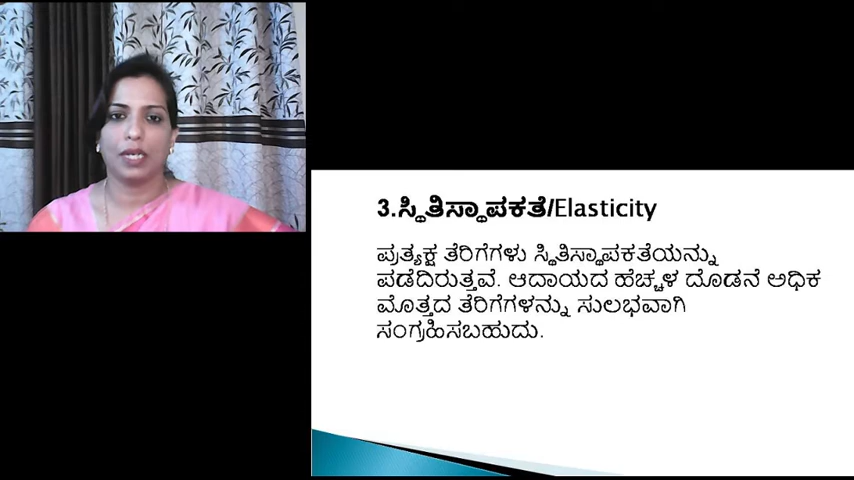 3.ಸ್ಥಿತಿಸ್ಥಾಪಕತೆ/Elasticity
ಪ್ರತ್ಯಕ್ಷ ತೆರಿಗೆಗಳು ಸ್ಥಿತಿಸ್ಥಾಪಕತೆಯನ್ನು
ಪಡೆದಿರುತ್ತವೆ. ಆದಾಯದ ಹೆಚ್ಚಳ ದೊಡನೆ ಅಧಿಕ
ಮೊತ್ತದ ತೆರಿಗೆಗಳನ್ನು ಸುಲಭವಾಗಿ
ಸಂಗ್ರಹಿಸಬಹುದು.